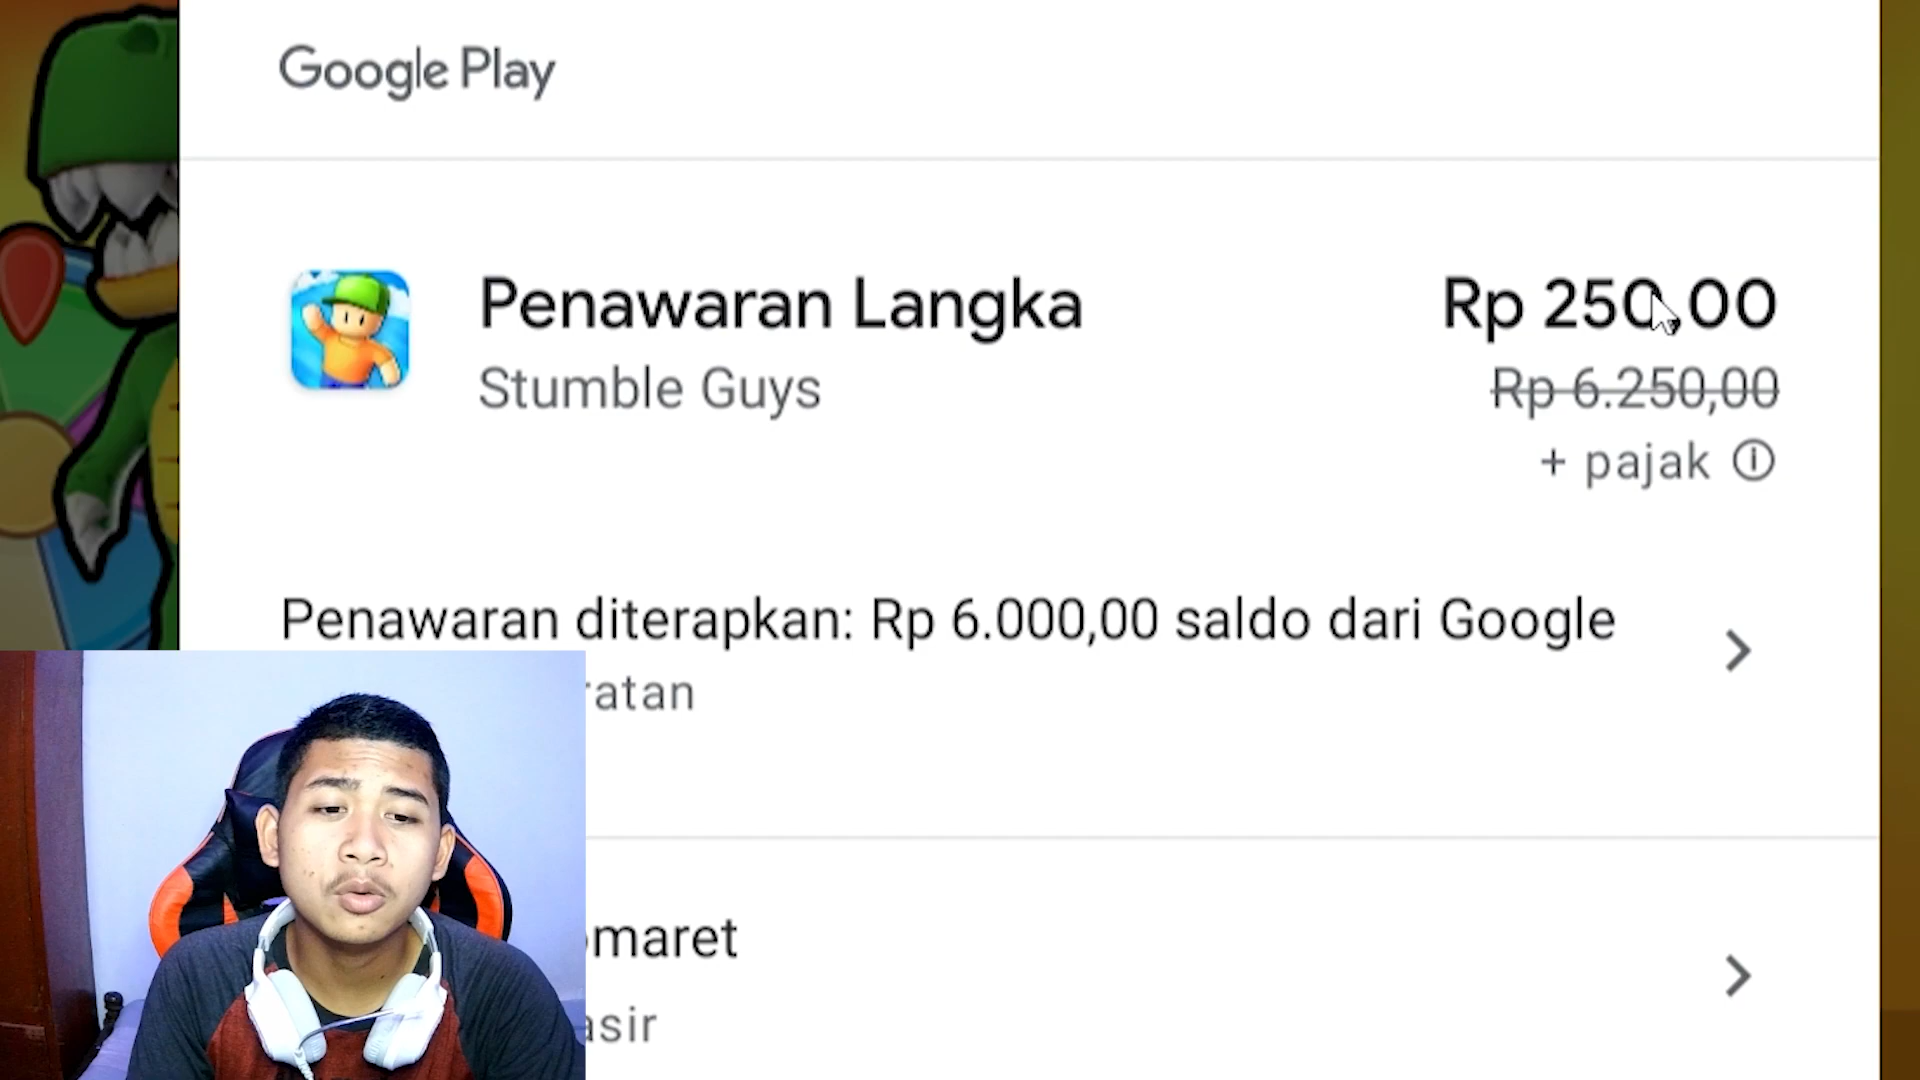 Google Play
Penawaran Langka
Rp 250,00
Stumble Guys
Rp 6.250,00
+ pajak
Penawaran diterapkan: Rp 6.000,00 saldo dari Google
ratan
omaret
asir